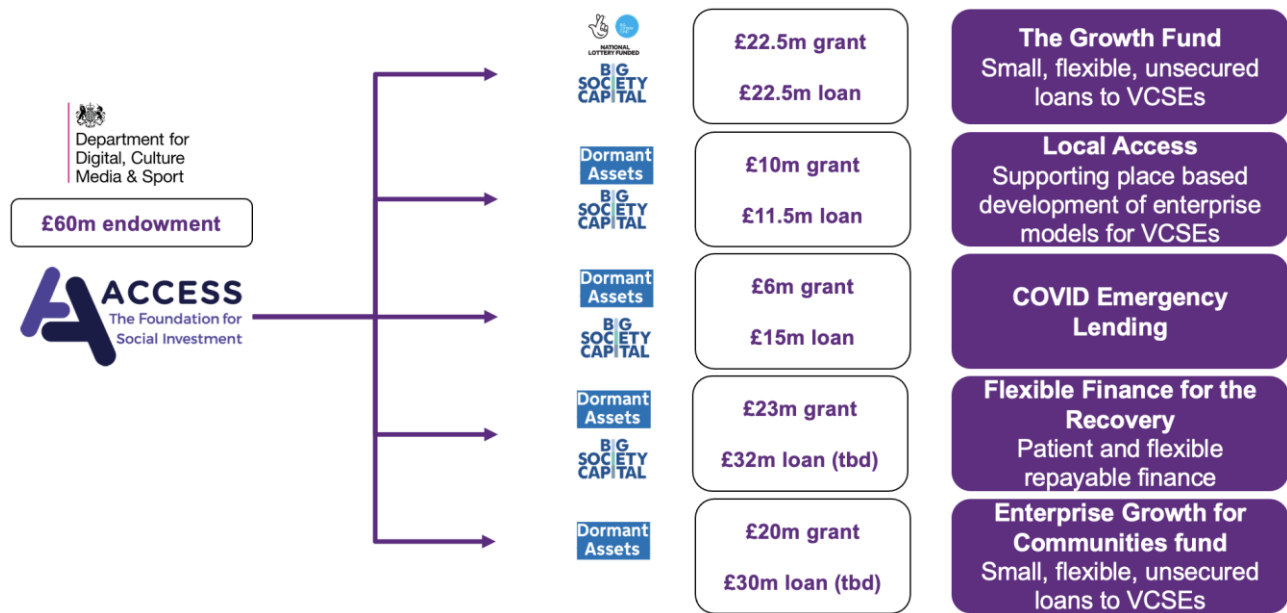 Department for
Digital, Culture
Media & Sport
£60m endowment
ACCESS
The Foundation for
Social Investment
NATIONAL
LOTTERY FUNDED
BIG
SOCIETY
CAPITAL
£22.5m grant
£22.5m loan
The Growth Fund
Small, flexible, unsecured
loans to VCSEs
Dormant
Assets
BIG
SOCIETY
CAPITAL
£10m grant
£11.5m loan
Local Access
Supporting place based
development of enterprise
models for VCSEs
Dormant
Assets
BIG
SOCIETY
CAPITAL
£6m grant
£15m loan
COVID Emergency
Lending
Dormant
Assets
BIG
SOCIETY
CAPITAL
£23m grant
£32m loan (tbd)
Flexible Finance for the
Recovery
Patient and flexible
repayable finance
Dormant
Assets
£20m grant
£30m loan (tbd)
Enterprise Growth for
Communities fund
Small, flexible, unsecured
loans to VCSEs